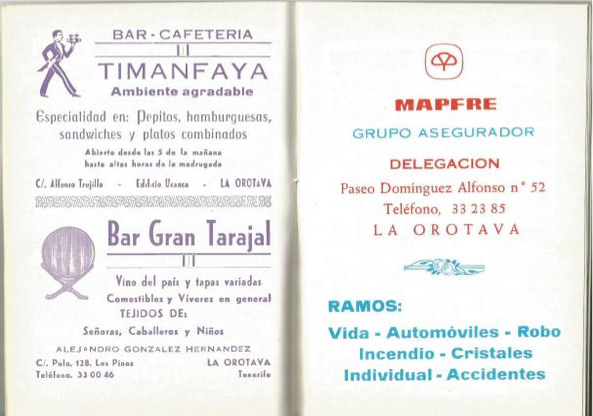 BAR - CAFETERIA
TIMANFAYA
Ambiente agradable
Especialidad en: Pepitos, hamburguesas,
sandwiches y platos combinados
Abierto desde las 5 de la mañana
hasta altas horas de la madrugada
C/. Alfonso Trujillo - Edificio Ucanca - LA OROTAVA
Bar Gran Tarajal
Vino del país y tapas variadas
Comestibles y Víveres en general
TEJIDOS DE:
Señoras, Caballeros y Niños
ALEJANDRO GONZALEZ HERNANDEZ
C/. Polo, 128, Los Pinos LA OROTAVA
Teléfono, 33 00 46 Tenerife
MAPFRE
GRUPO ASEGURADOR
DELEGACION
Paseo Domínguez Alfonso n° 52
Teléfono, 33 23 85
LA OROTAVA
RAMOS:
Vida - Automóviles - Robo
Incendio - Cristales
Individual - Accidentes